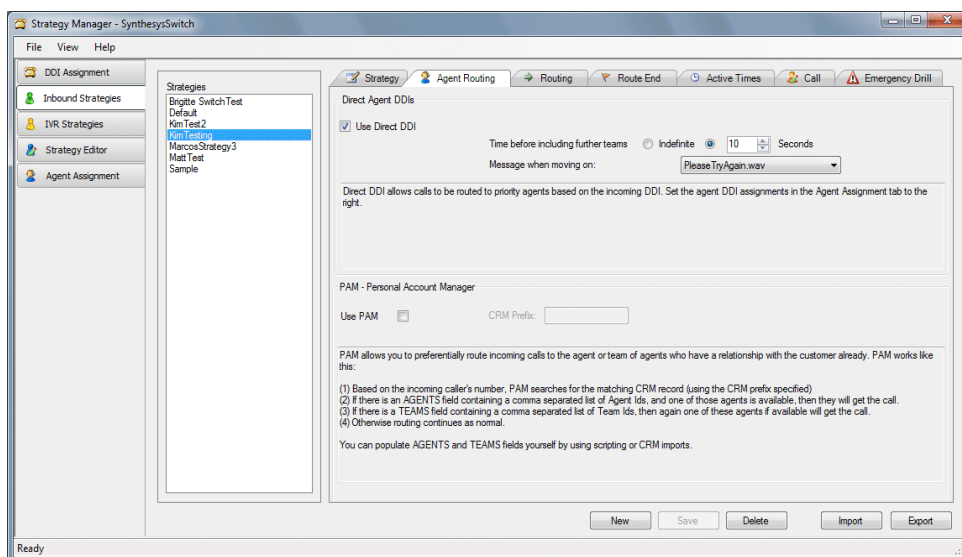 Strategy Manager - SynthesysSwitch
File View Help
DDI Assignment
Inbound Strategies
IVR Strategies
Strategy Editor
Agent Assignment
Strategies
Brigitte SwitchTest
Default
KimTest2
KimTesting
MarcosStrategy3
MattTest
Sample
Strategy Agent Routing Routing Route End Active Times Call Emergency Drill
Direct Agent DDIs
Use Direct DDI
Time before including further teams Indefinite 10 Seconds
Message when moving on: PleaseTryAgain.wav
Direct DDI allows calls to be routed to priority agents based on the incoming DDI. Set the agent DDI assignments in the Agent Assignment tab to the
right.
PAM - Personal Account Manager
Use PAM CRM Prefix:
PAM allows you to preferentially route incoming calls to the agent or team of agents who have a relationship with the customer already. PAM works like
this:
(1) Based on the incoming caller's number, PAM searches for the matching CRM record (using the CRM prefix specified)
(2) If there is an AGENTS field containing a comma separated list of Agent Ids, and one of those agents is available, then they will get the call.
(3) If there is a TEAMS field containing a comma separated list of Team Ids, then again one of these agents if available will get the call.
(4) Otherwise routing continues as normal.
You can populate AGENTS and TEAMS fields yourself by using scripting or CRM imports.
New Save Delete Import Export
Ready